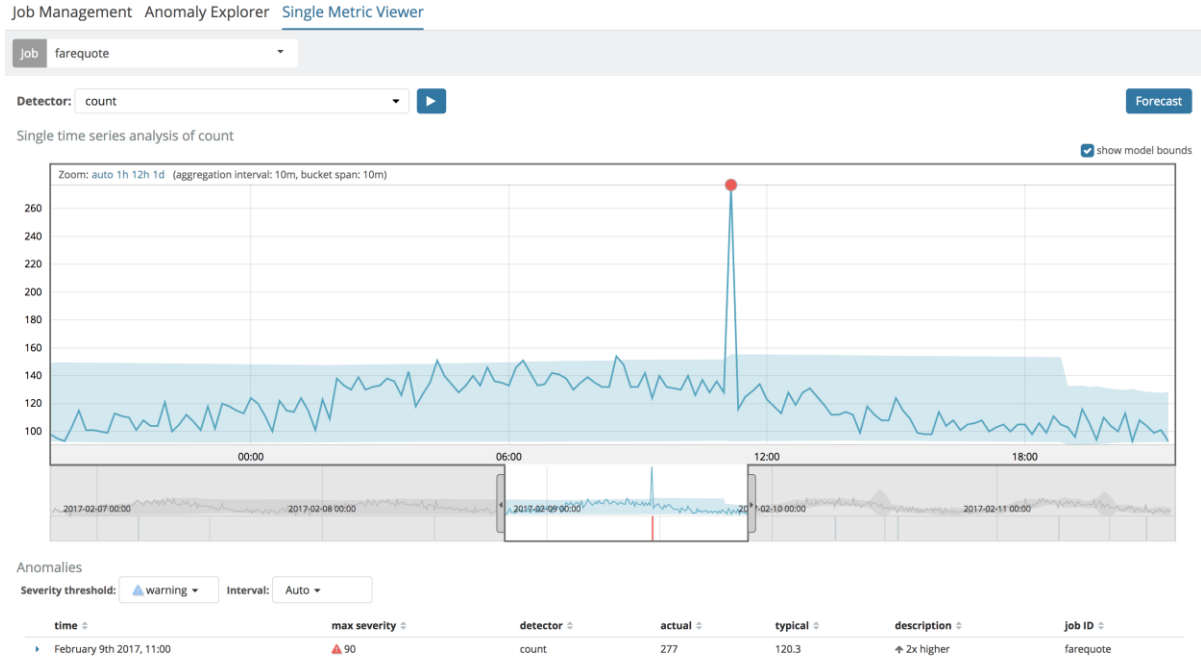 Job Management Anomaly Explorer Single Metric Viewer
Job farequote
Detector: count Forecast
Single time series analysis of count
show model bounds
Zoom: auto 1h 12h 1d (aggregation interval: 10m, bucket span: 10m)
260
240
220
200
180
160
140
120
100
00:00 06:00 12:00 18:00
2017-02-07 00:00 2017-02-08 00:00 2017-02-09 00:00 2017-02-10 00:00 2017-02-11 00:00
Anomalies
Severity threshold: warning Interval: Auto
time max severity detector actual typical description job ID
February 9th 2017, 11:00 90 count 277 120.3 2x higher farequote